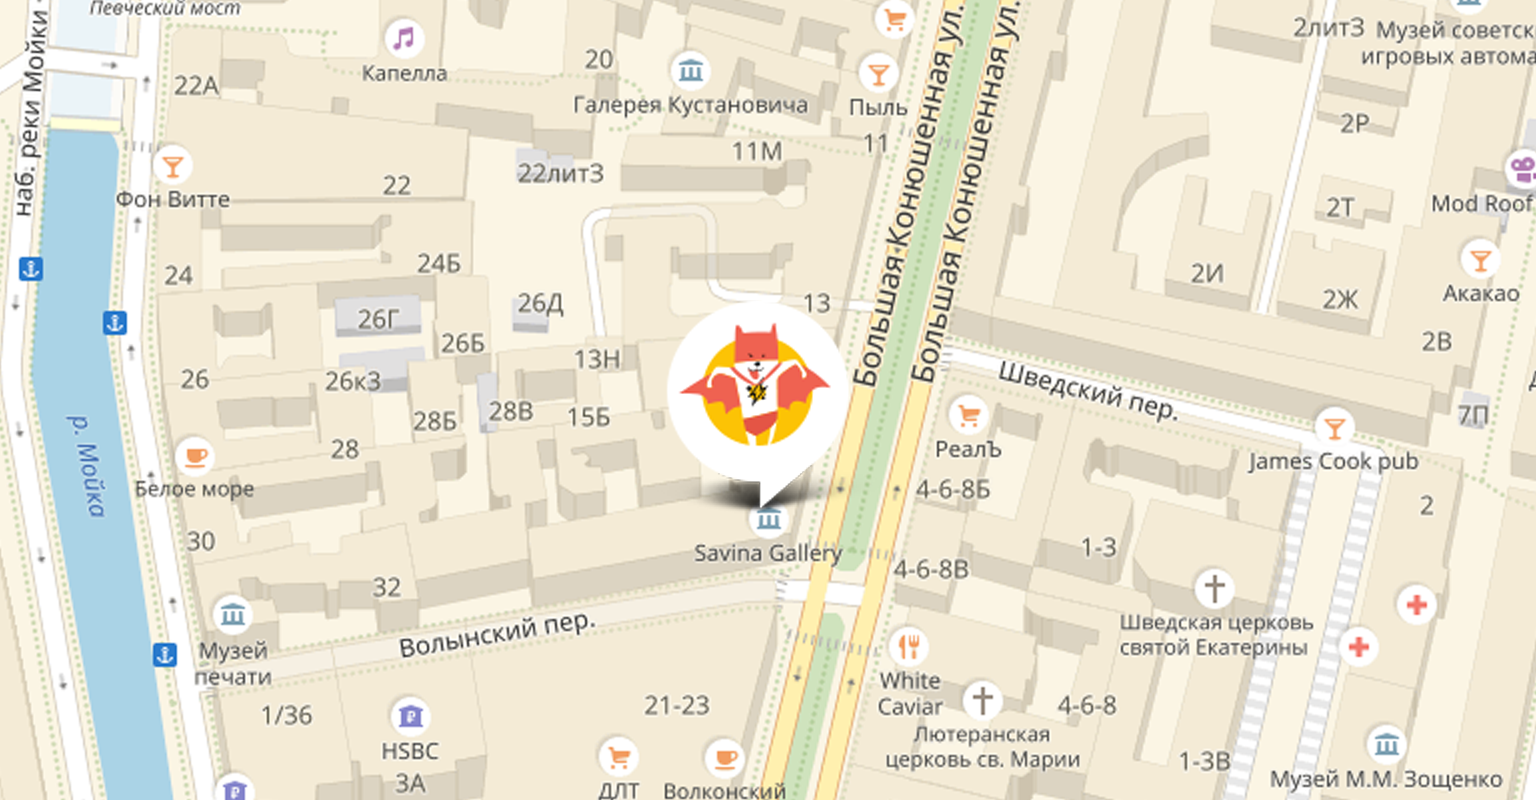 Певческий мост
наб. реки Мойки
22А
Капелла
20
Галерея Кустановича
Пыль
11
11М
Большая Конюшенная ул.
Большая Конюшенная ул.
2литЗ
Музей советск
игровых автома
2Р
Фон Витте
22
22литЗ
2Т
Mod Roof
24
24Б
2И
2Ж
Акакао
26Г
26Д
13
26Б
2В
26
26к3
13Н
28Б
28В
15Б
Шведский пер.
7П
28
РеалЪ
James Cook pub
р. Мойка
Белое море
4-6-8Б
2
30
Savina Gallery
1-3
32
4-6-8В
Волынский пер.
Шведская церковь
святой Екатерины
Музей
печати
White
Caviar
1/36
21-23
4-6-8
HSBC
Лютеранская
церковь св. Марии
3А
ДЛТ
Волконский
1-3В
Музей М.М. Зощенко